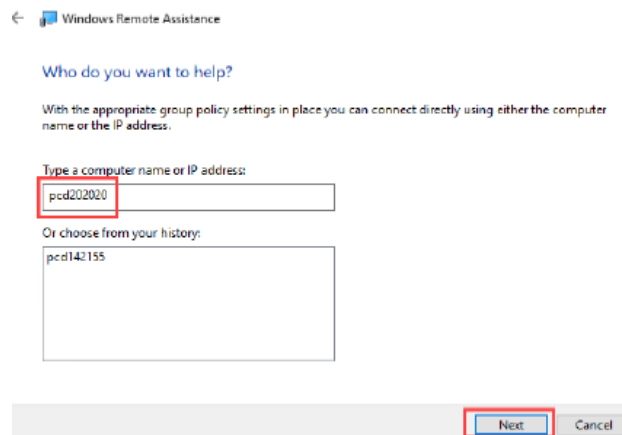 Windows Remote Assistance
Who do you want to help?
With the appropriate group policy settings in place you can connect directly using either the computer
name or the IP address.
Type a computer name or IP address:
pcd202020
Or choose from your history:
pcd142155
Next Cancel